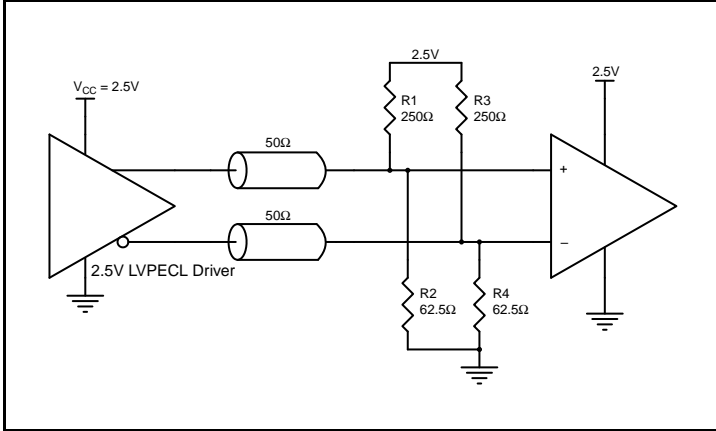 2.5V
V_CC = 2.5V
2.5V
R1
250Ω
R3
250Ω
50Ω
+
50Ω
−
2.5V LVPECL Driver
R2
62.5Ω
R4
62.5Ω